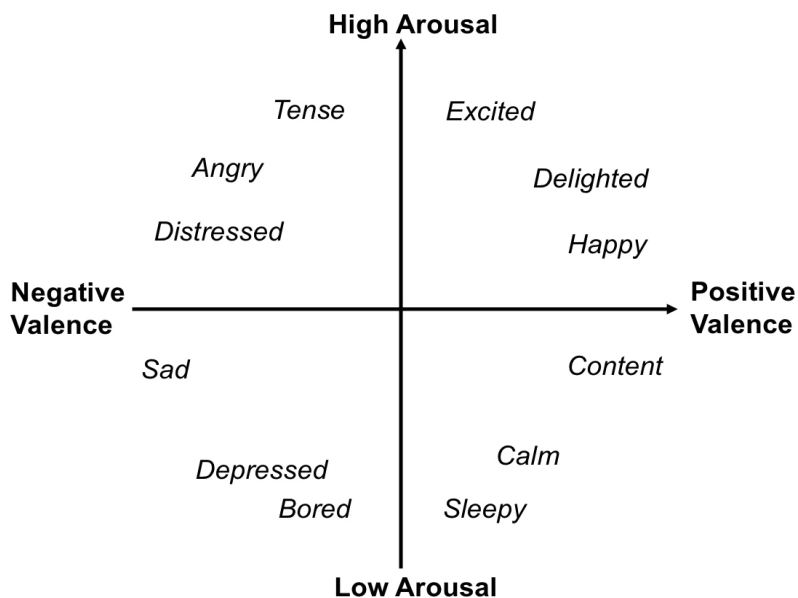 High Arousal
Tense
Excited
Angry
Delighted
Distressed
Happy
Negative
Valence
Positive
Valence
Sad
Content
Calm
Depressed
Bored
Sleepy
Low Arousal